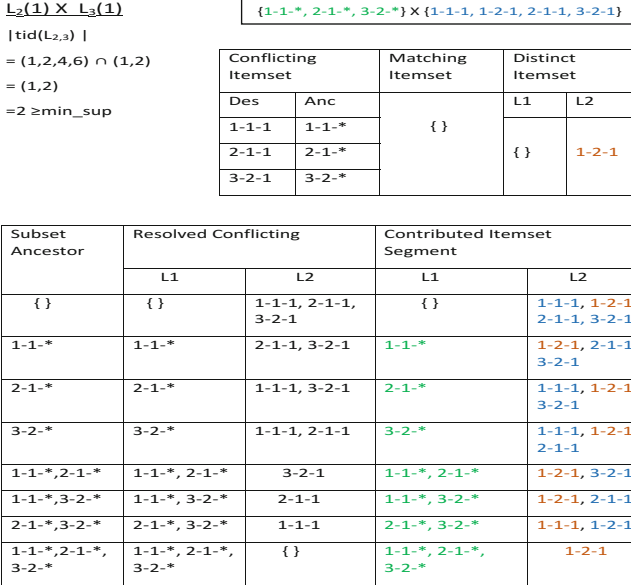 L₂(1) X L₃(1)
{1-1-*, 2-1-*, 3-2-*} X {1-1-1, 1-2-1, 2-1-1, 3-2-1}
|tid(L₂,₃) |
= (1,2,4,6) ∩ (1,2)
= (1,2)
=2 ≥min_sup
Conflicting Itemset Matching Itemset Distinct Itemset
Des Anc { } L1 L2
1-1-1 1-1-* { } 1-2-1
2-1-1 2-1-*
3-2-1 3-2-*
Subset Ancestor Resolved Conflicting Contributed Itemset Segment
L1 L2 L1 L2
{ } { } 1-1-1, 2-1-1, 3-2-1 { } 1-1-1, 1-2-1 2-1-1, 3-2-1
1-1-* 1-1-* 2-1-1, 3-2-1 1-1-* 1-2-1, 2-1-1 3-2-1
2-1-* 2-1-* 1-1-1, 3-2-1 2-1-* 1-1-1, 1-2-1 3-2-1
3-2-* 3-2-* 1-1-1, 2-1-1 3-2-* 1-1-1, 1-2-1 2-1-1
1-1-*,2-1-* 1-1-*, 2-1-* 3-2-1 1-1-*, 2-1-* 1-2-1, 3-2-1
1-1-*,3-2-* 1-1-*, 3-2-* 2-1-1 1-1-*, 3-2-* 1-2-1, 2-1-1
2-1-*,3-2-* 2-1-*, 3-2-* 1-1-1 2-1-*, 3-2-* 1-1-1, 1-2-1
1-1-*,2-1-*, 3-2-* 1-1-*, 2-1-*, 3-2-* { } 1-1-*, 2-1-*, 3-2-* 1-2-1